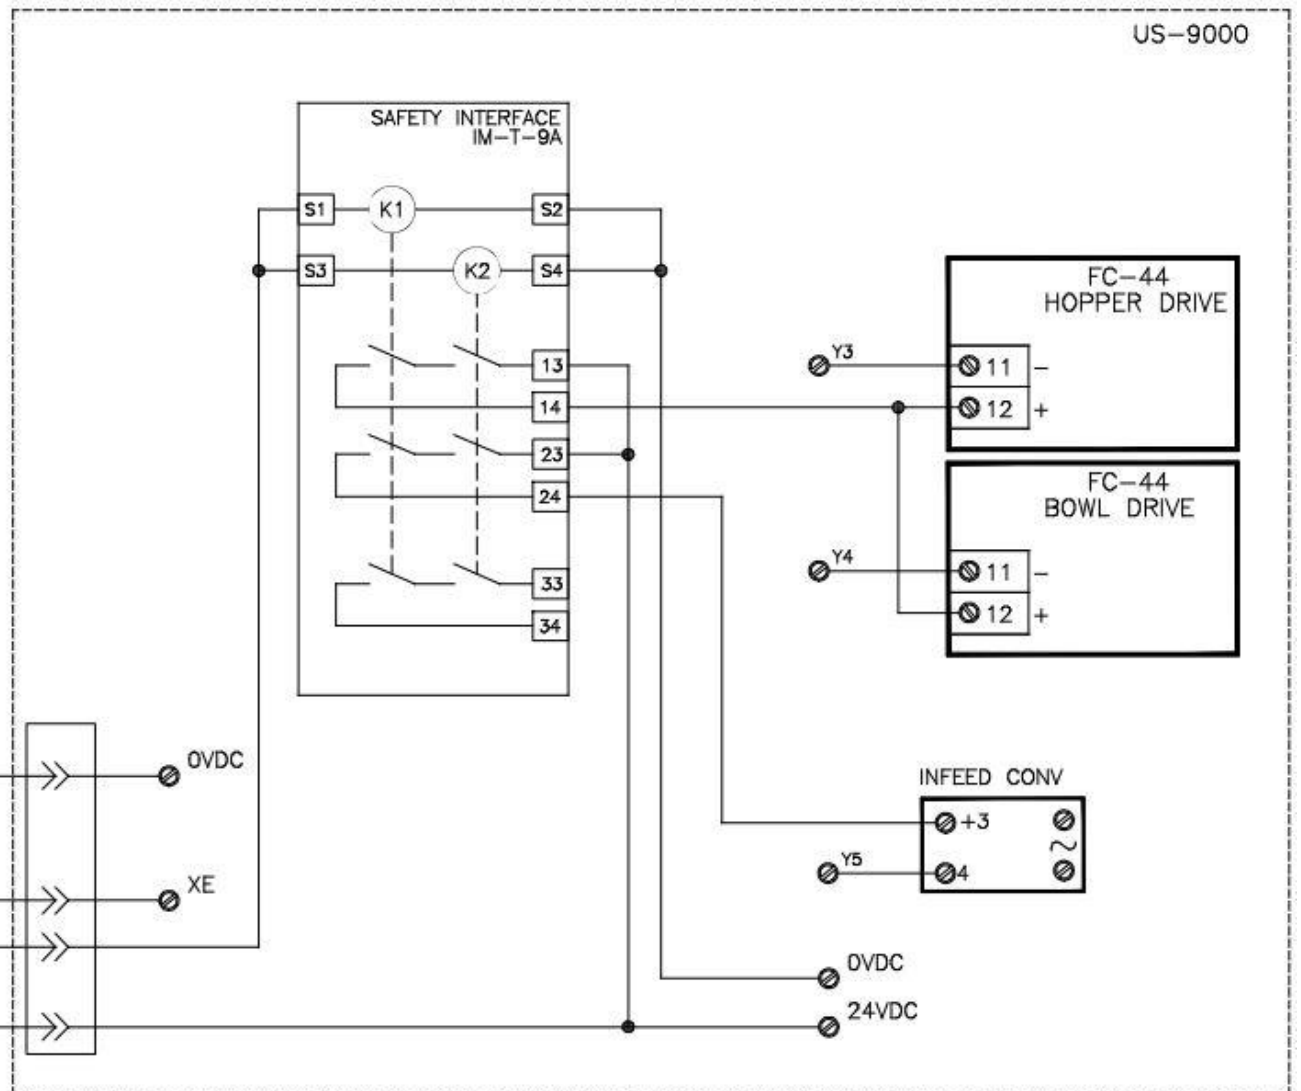 US-9000
SAFETY INTERFACE
IM-T-9A
S1
K1
S2
S3
K2
S4
13
14
23
24
33
34
FC-44
HOPPER DRIVE
Y3
11 -
12 +
FC-44
BOWL DRIVE
Y4
11 -
12 +
0VDC
XE
INFEED CONV
+3
Y5
4
0VDC
24VDC